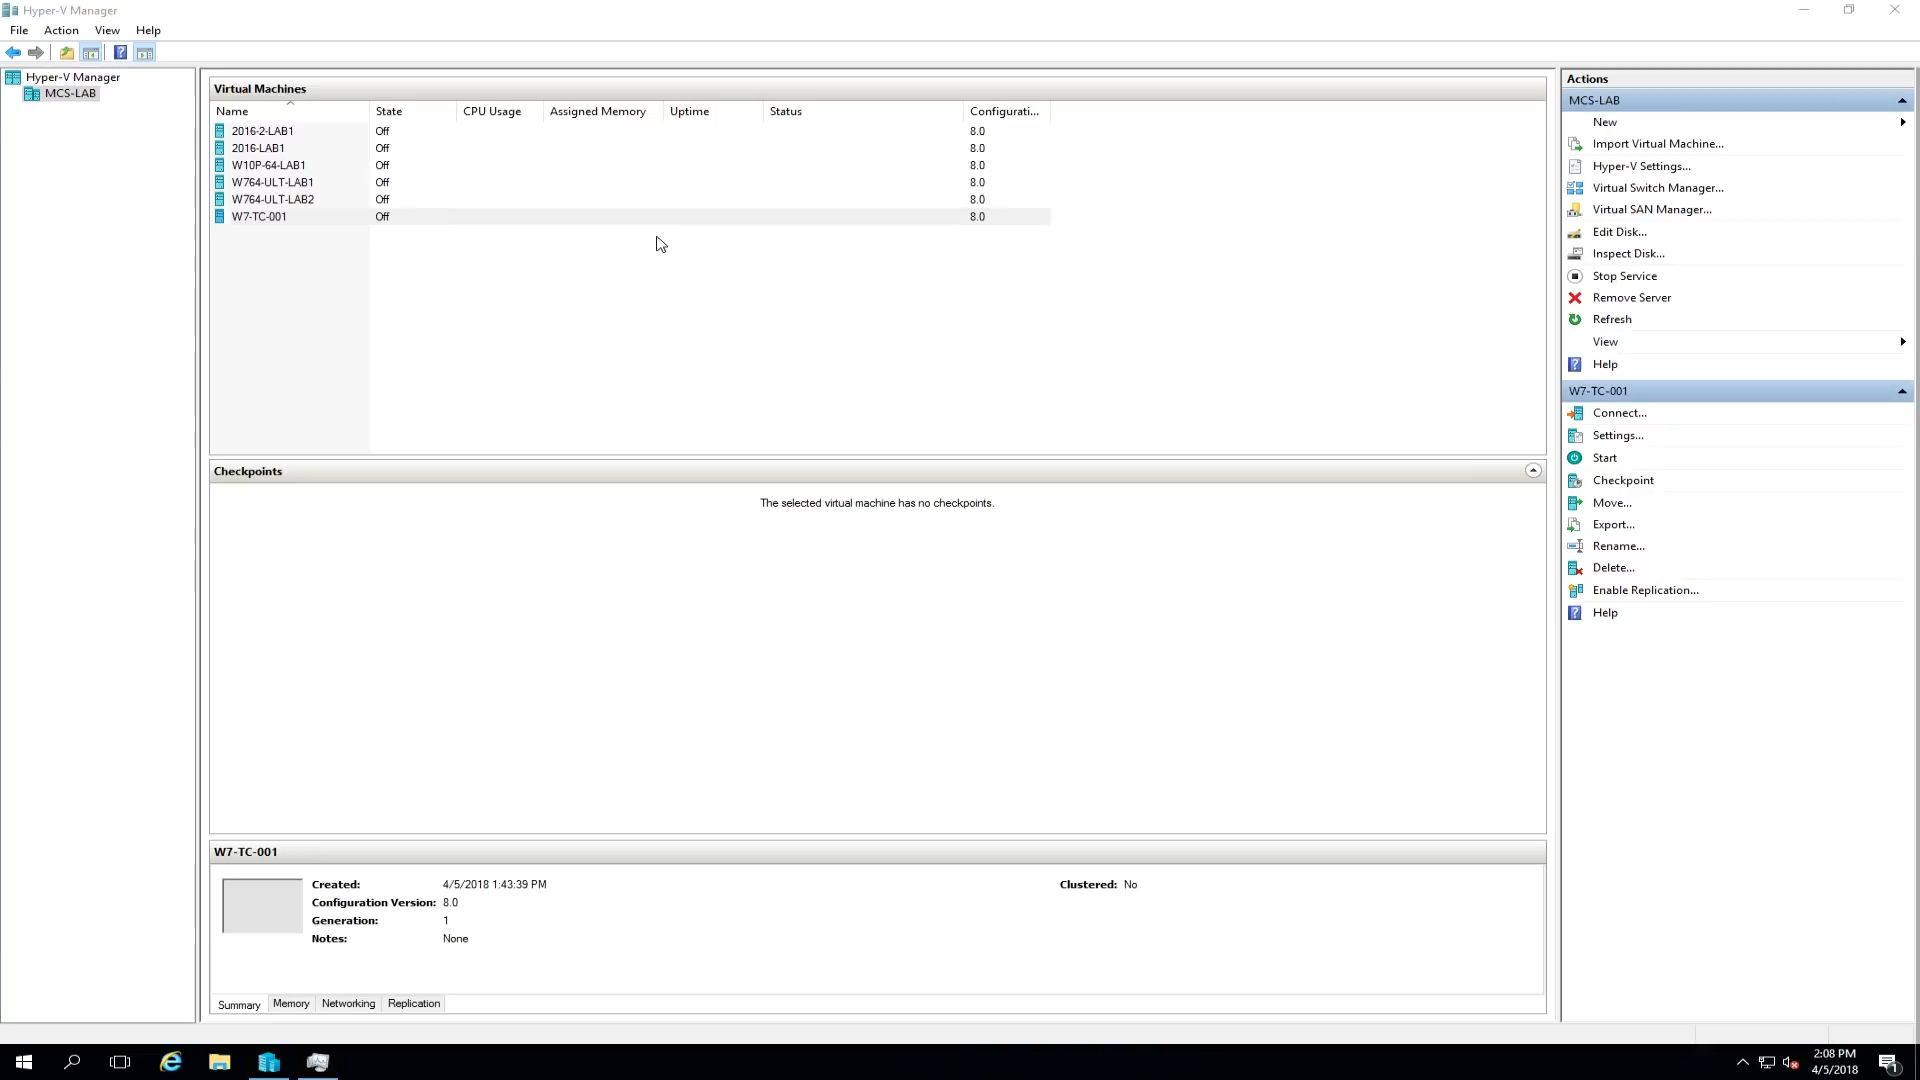 Hyper-V Manager
File Action View Help
Hyper-V Manager
MCS-LAB
Virtual Machines
Name State CPU Usage Assigned Memory Uptime Status Configurati...
2016-2-LAB1 Off 8.0
2016-LAB1 Off 8.0
W10P-64-LAB1 Off 8.0
W764-ULT-LAB1 Off 8.0
W764-ULT-LAB2 Off 8.0
W7-TC-001 Off 8.0
Checkpoints
The selected virtual machine has no checkpoints.
W7-TC-001
Created: 4/5/2018 1:43:39 PM Clustered: No
Configuration Version: 8.0
Generation: 1
Notes: None
Summary Memory Networking Replication
Actions
MCS-LAB
New
Import Virtual Machine...
Hyper-V Settings...
Virtual Switch Manager...
Virtual SAN Manager...
Edit Disk...
Inspect Disk...
Stop Service
Remove Server
Refresh
View
Help
W7-TC-001
Connect...
Settings...
Start
Checkpoint
Move...
Export...
Rename...
Delete...
Enable Replication...
Help
2:08 PM
4/5/2018
1